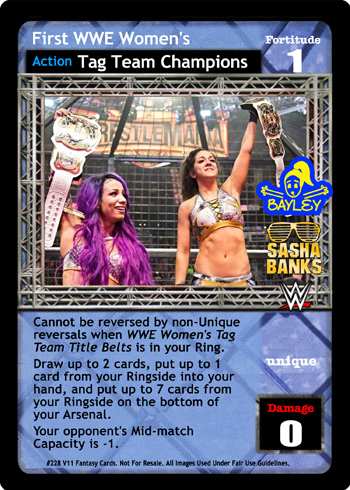 First WWE Women's
Fortitude
Action Tag Team Champions
1
WRESTLEMANIA
BAYLEY
SASHA
BANKS
W
Cannot be reversed by non-Unique
reversals when WWE Women's Tag
Team Title Belts is in your Ring.
Draw up to 2 cards, put up to
1 card from your Ringside into your
hand, and put up to 7 cards from
your Ringside on the bottom of
your Arsenal.
Your opponent's Mid-match
Capacity is -1.
unique
Damage
0
#228 V11 Fantasy Cards. Not For Resale. All Images Used Under Fair Use Guidelines.